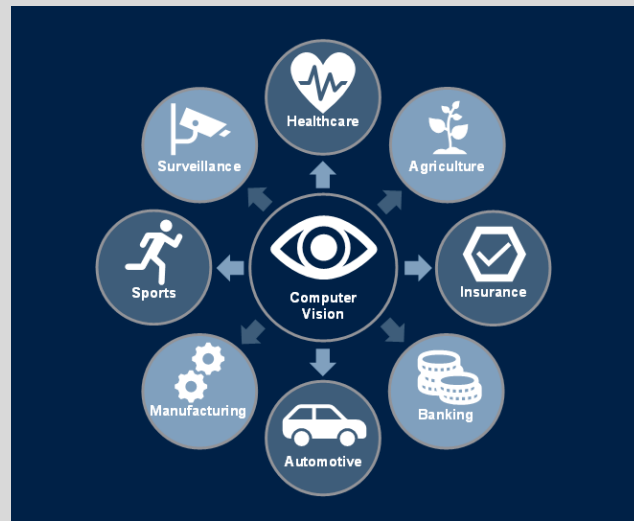 Healthcare
Surveillance
Agriculture
Sports
Computer
Vision
Insurance
Manufacturing
Banking
Automotive